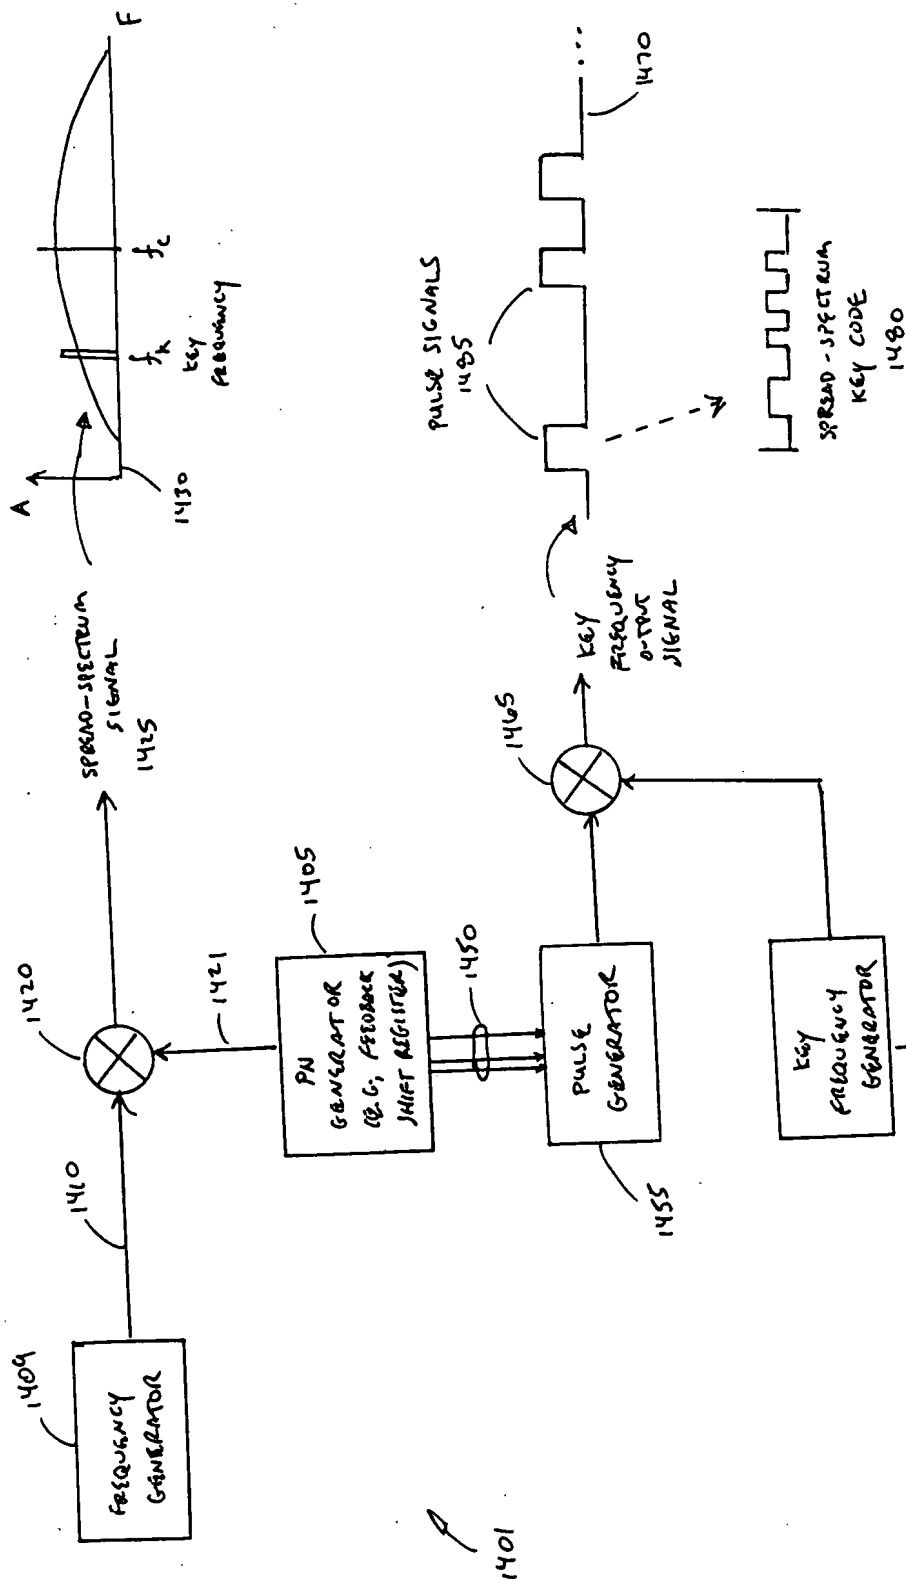 1409
FREQUENCY
GENERATOR
1410
1420
1421
SPREAD-SPECTRUM
SIGNAL
1425
A
1430
fk
KEY
FREQUENCY
fc
F
1405
PN
GENERATOR
(E.G., FEEDBACK
SHIFT REGISTER)
1450
PULSE
GENERATOR
1455
1465
KEY
FREQUENCY
OUTPUT
SIGNAL
PULSE SIGNALS
1485
1470
...
SPREAD-SPECTRUM
KEY CODE
1480
KEY
FREQUENCY
GENERATOR
1401